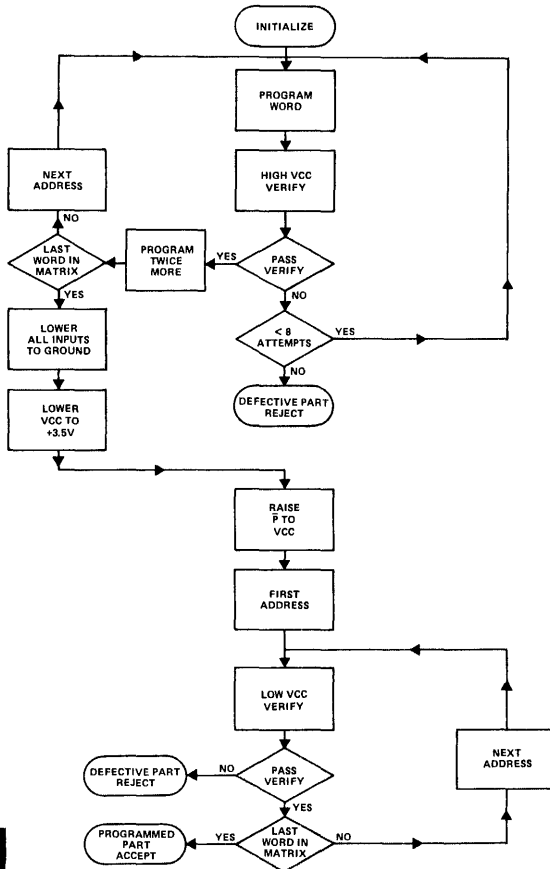 INITIALIZE
PROGRAM
WORD
HIGH VCC
VERIFY
PASS
VERIFY
YES
NO
PROGRAM
TWICE
MORE
LAST
WORD IN
MATRIX
NO
YES
NEXT
ADDRESS
< 8
ATTEMPTS
YES
NO
DEFECTIVE PART
REJECT
LOWER
ALL INPUTS
TO GROUND
LOWER
VCC TO
+3.5V
RAISE
P̅ TO
VCC
FIRST
ADDRESS
LOW VCC
VERIFY
PASS
VERIFY
NO
YES
DEFECTIVE PART
REJECT
LAST
WORD IN
MATRIX
YES
NO
PROGRAMMED
PART
ACCEPT
NEXT
ADDRESS